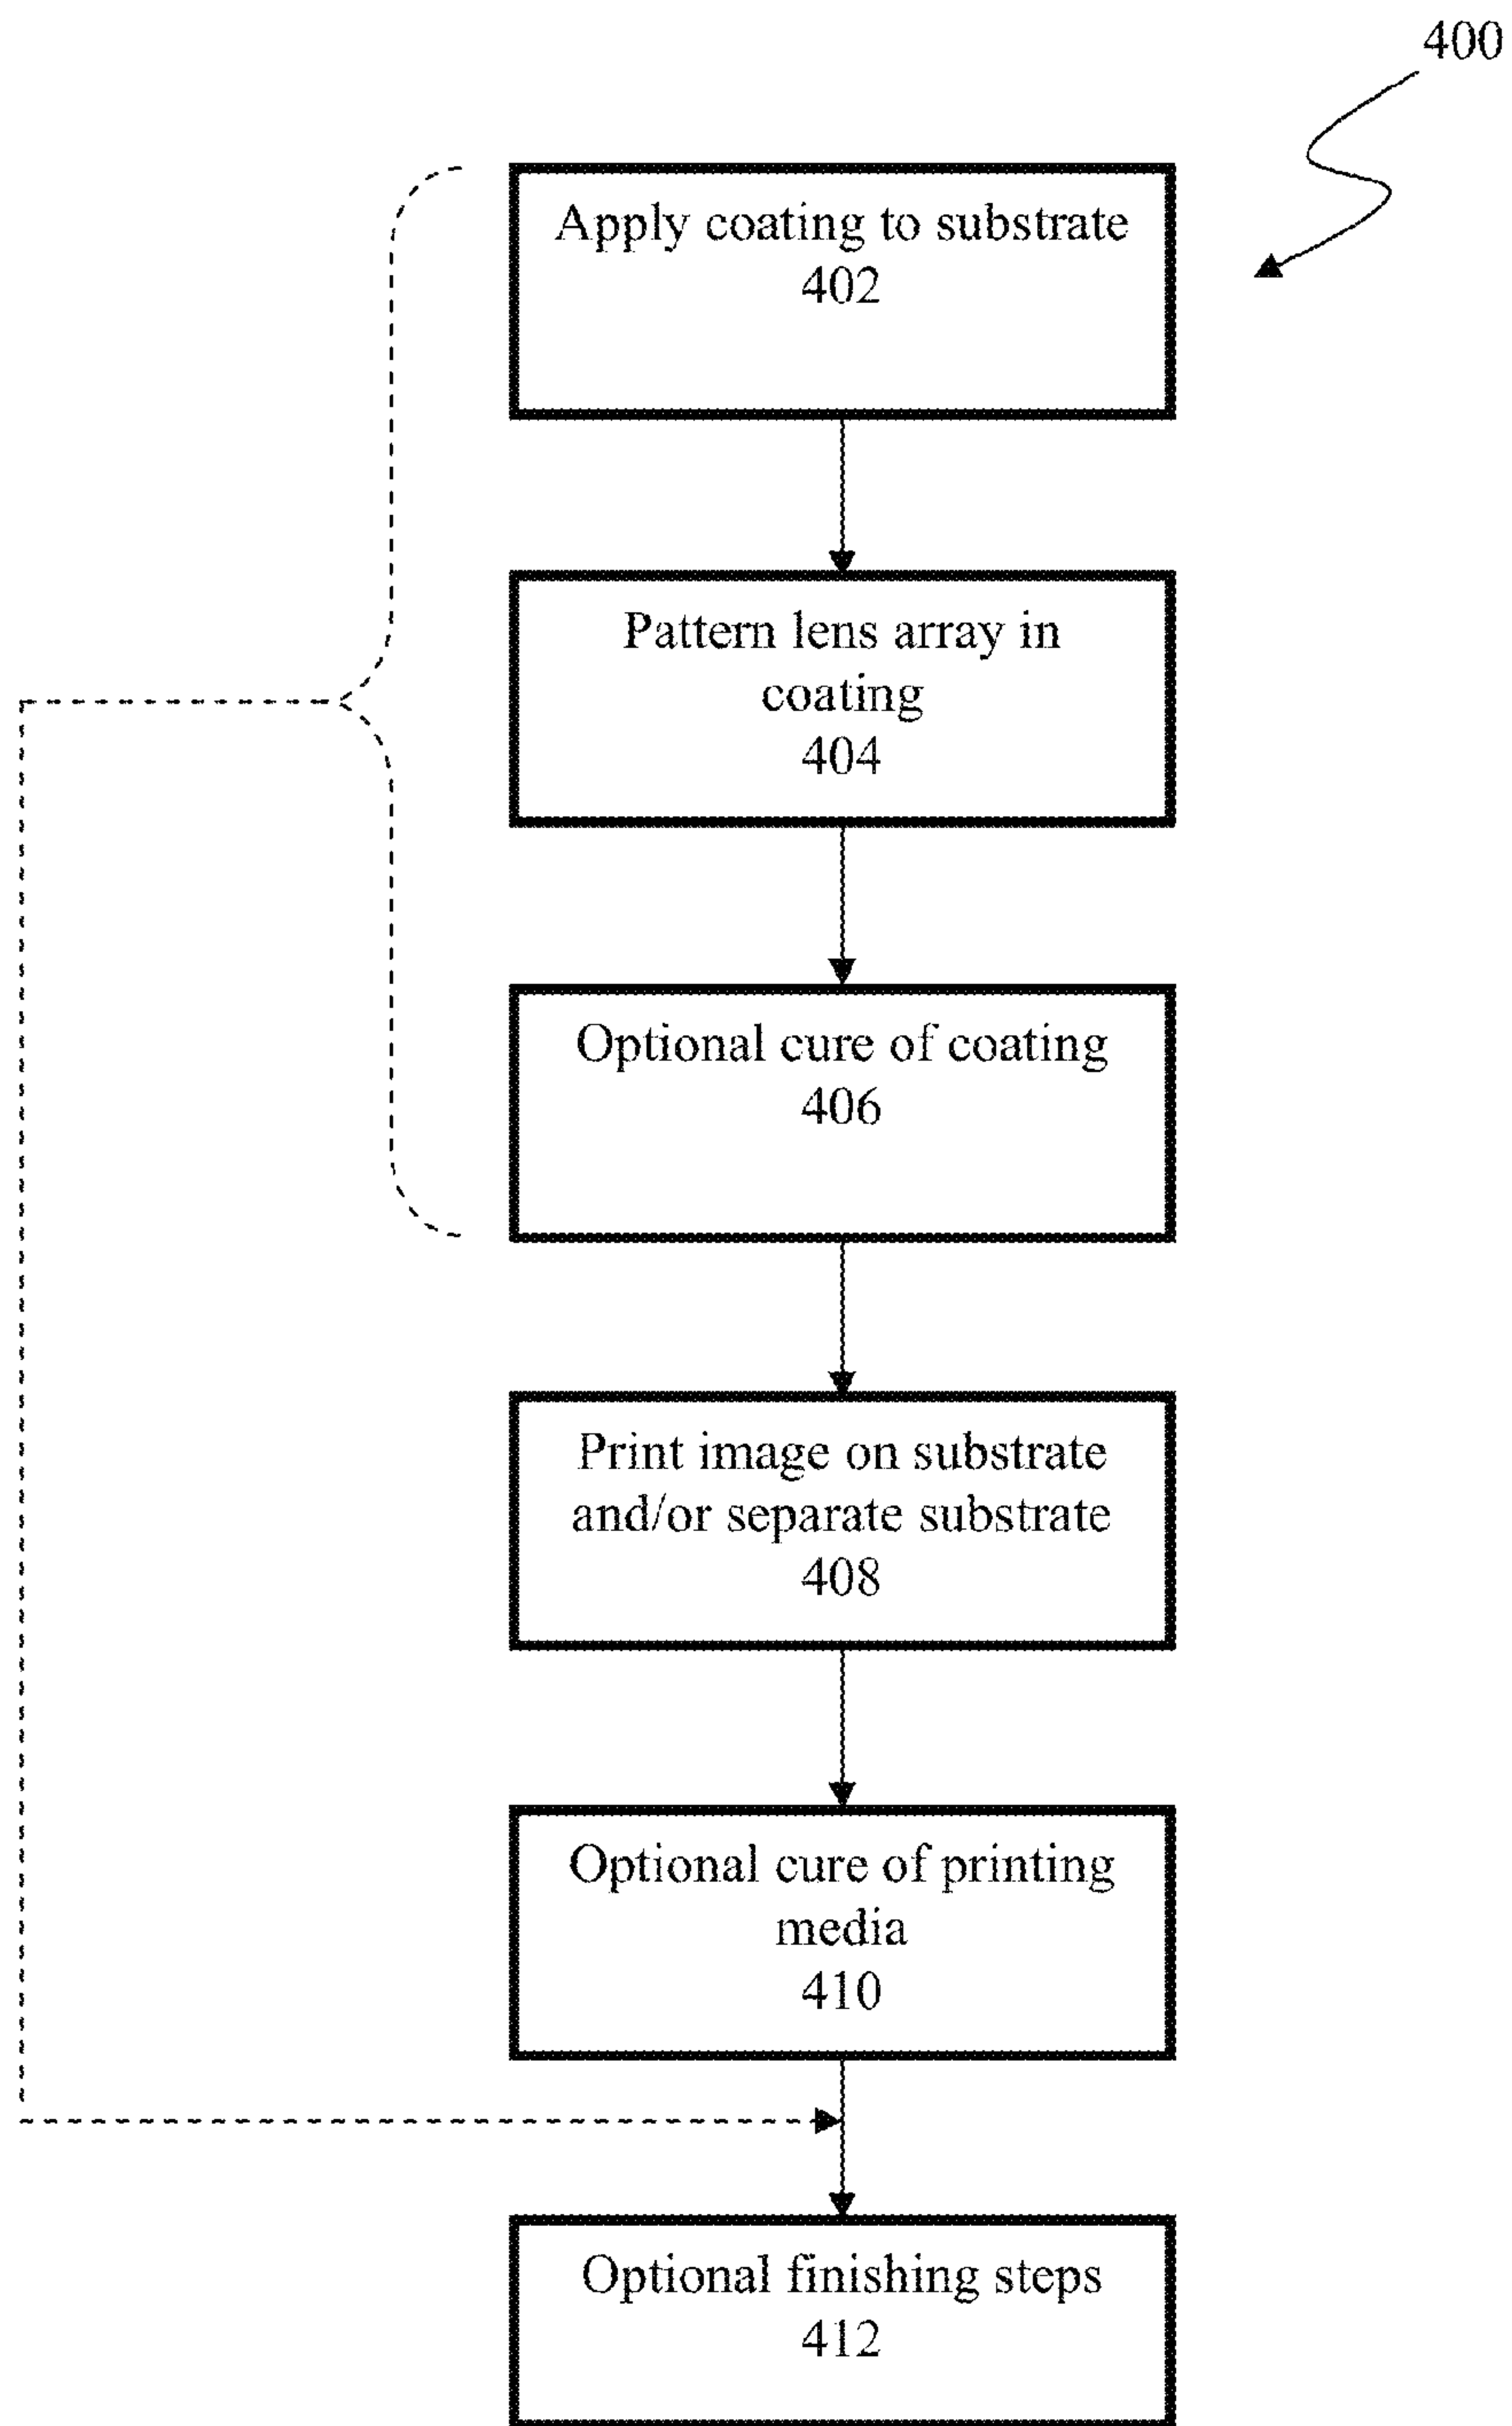 400
Apply coating to substrate
402
Pattern lens array in
coating
404
Optional cure of coating
406
Print image on substrate
and/or separate substrate
408
Optional cure of printing
media
410
Optional finishing steps
412